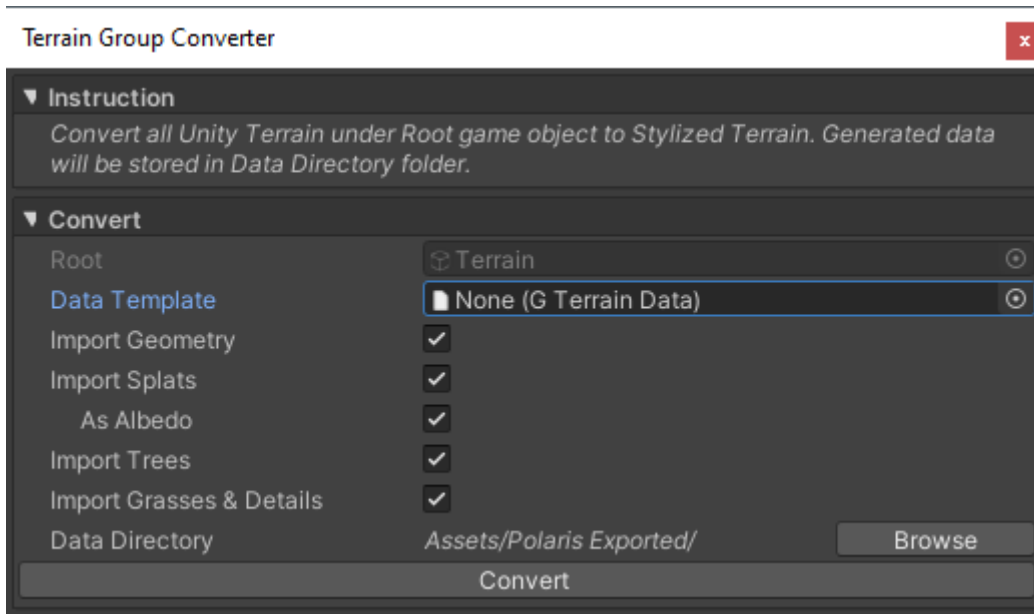 Terrain Group Converter
x
Instruction
Convert all Unity Terrain under Root game object to Stylized Terrain. Generated data
will be stored in Data Directory folder.
Convert
Root Terrain
Data Template None (G Terrain Data)
Import Geometry
Import Splats
As Albedo
Import Trees
Import Grasses & Details
Data Directory Assets/Polaris Exported/ Browse
Convert